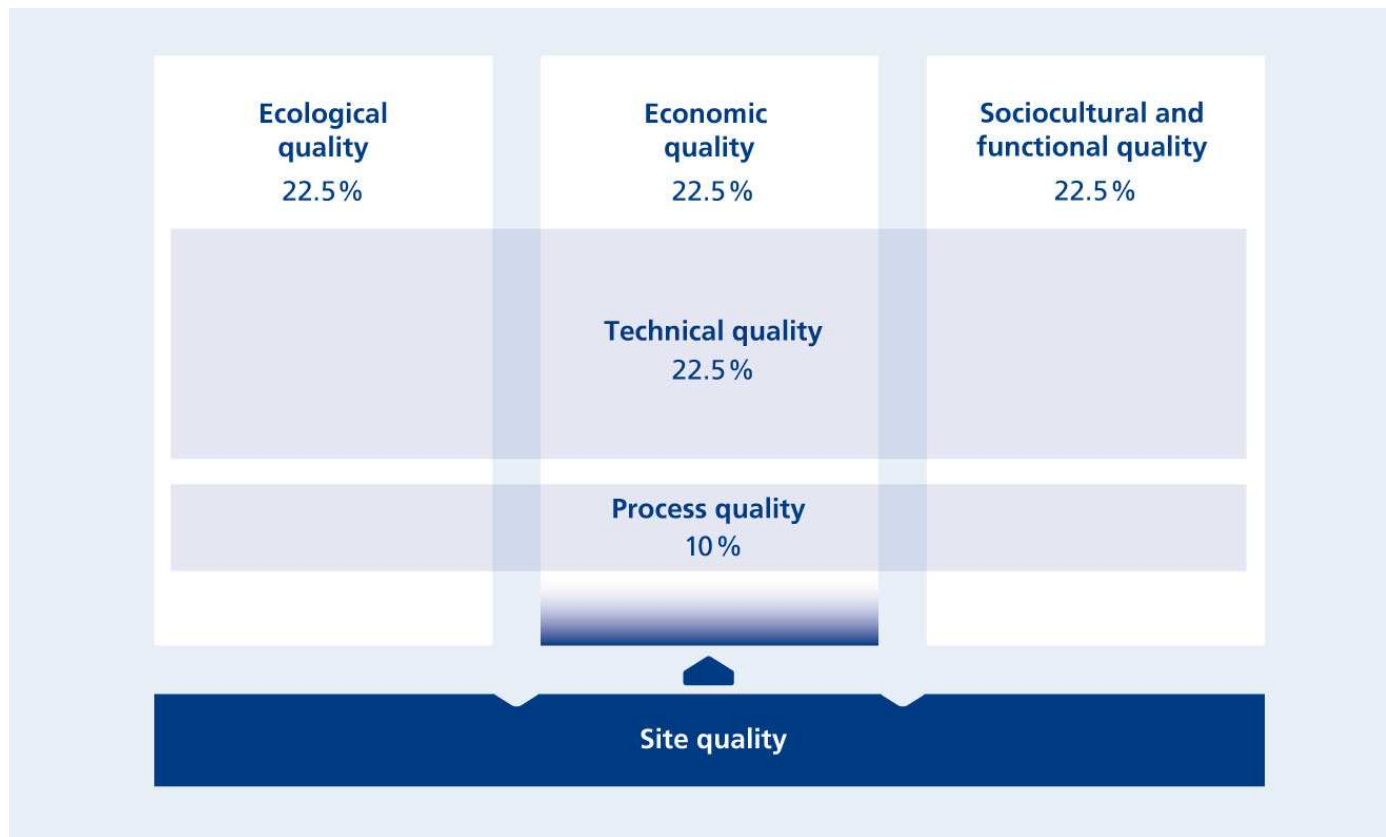 Ecological
quality
22.5%
Economic
quality
22.5%
Sociocultural and
functional quality
22.5%
Technical quality
22.5%
Process quality
10%
Site quality